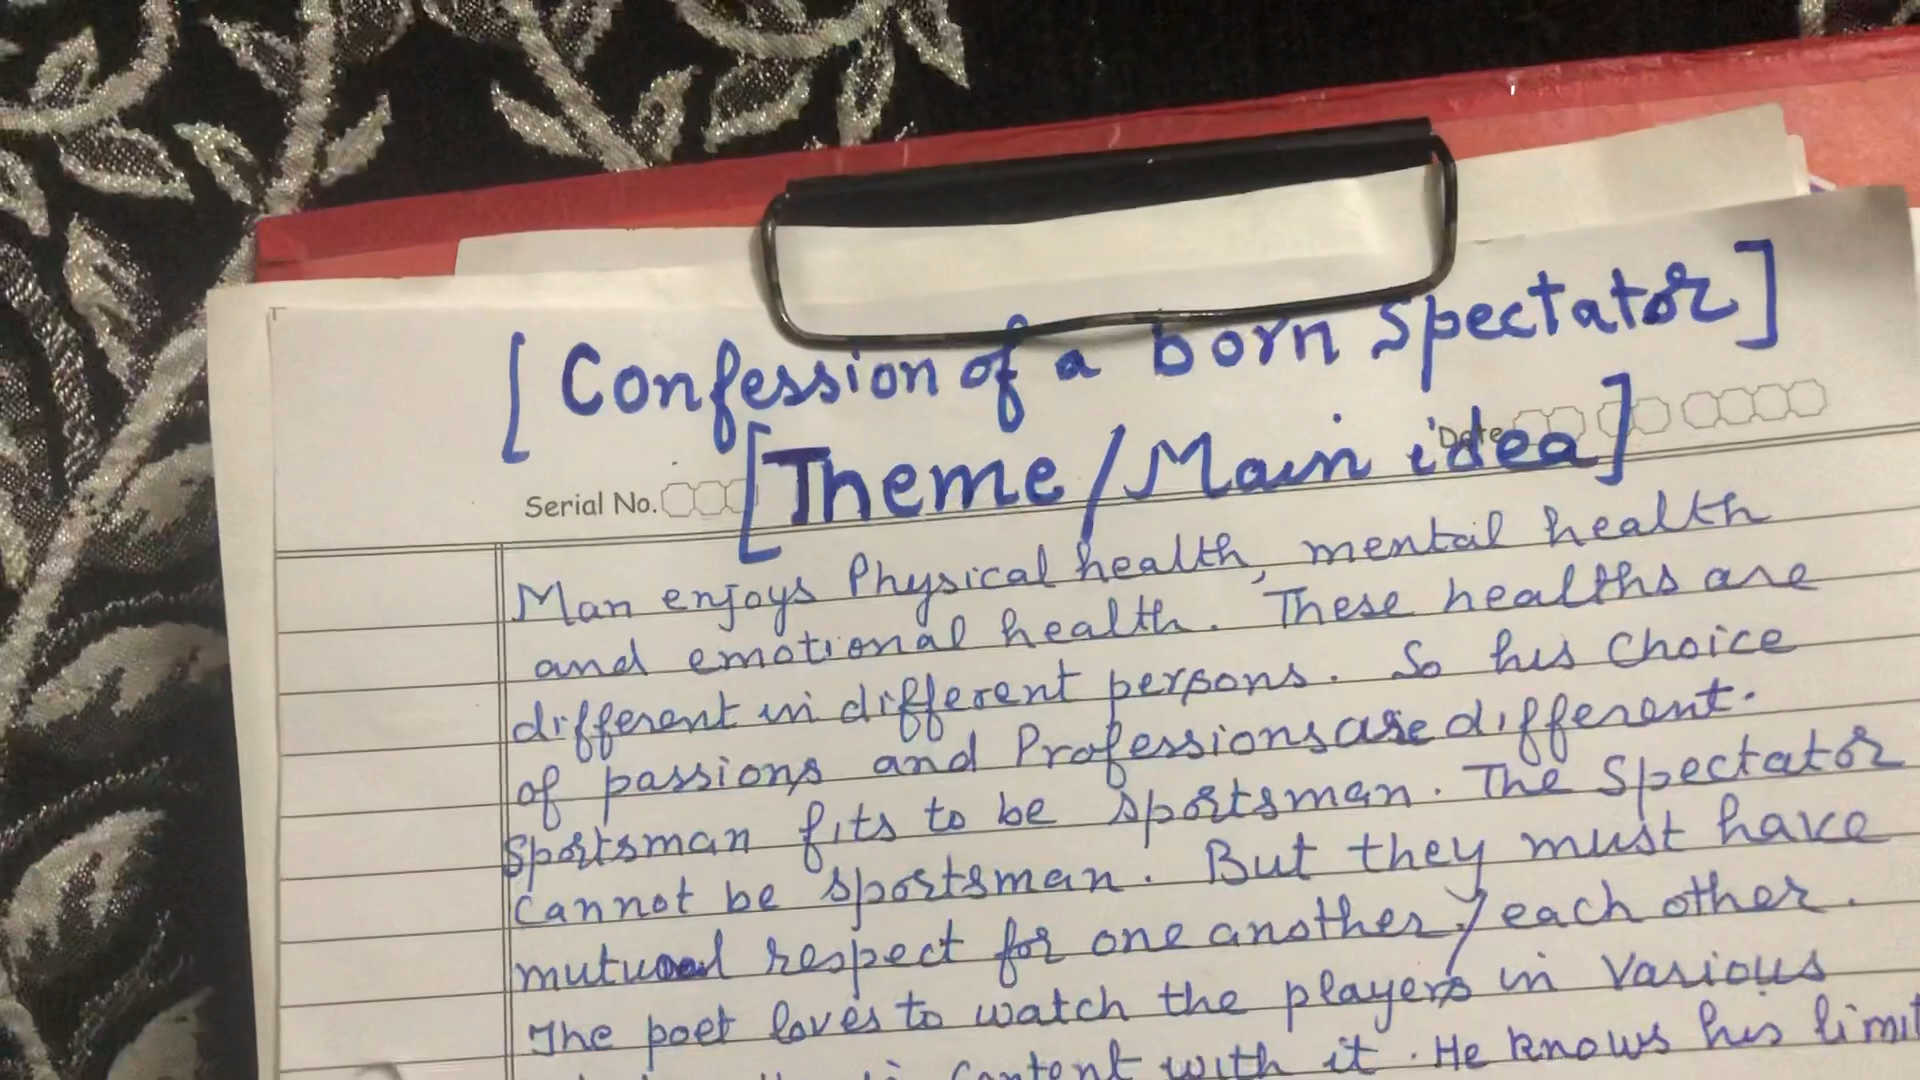 [Confession of a born Spectator]
Date
[Theme/Main idea]
Serial No.
Man enjoys Physical health, mental health
and emotional health. These healths are
different in different persons. So his Choice
of passions and Professions are different.
Sportsman fits to be sportsman. The Spectator
cannot be sportsman. But they must have
mutual respect for one another/each other.
The poet loves to watch the players in Various
content with it. He knows his limit